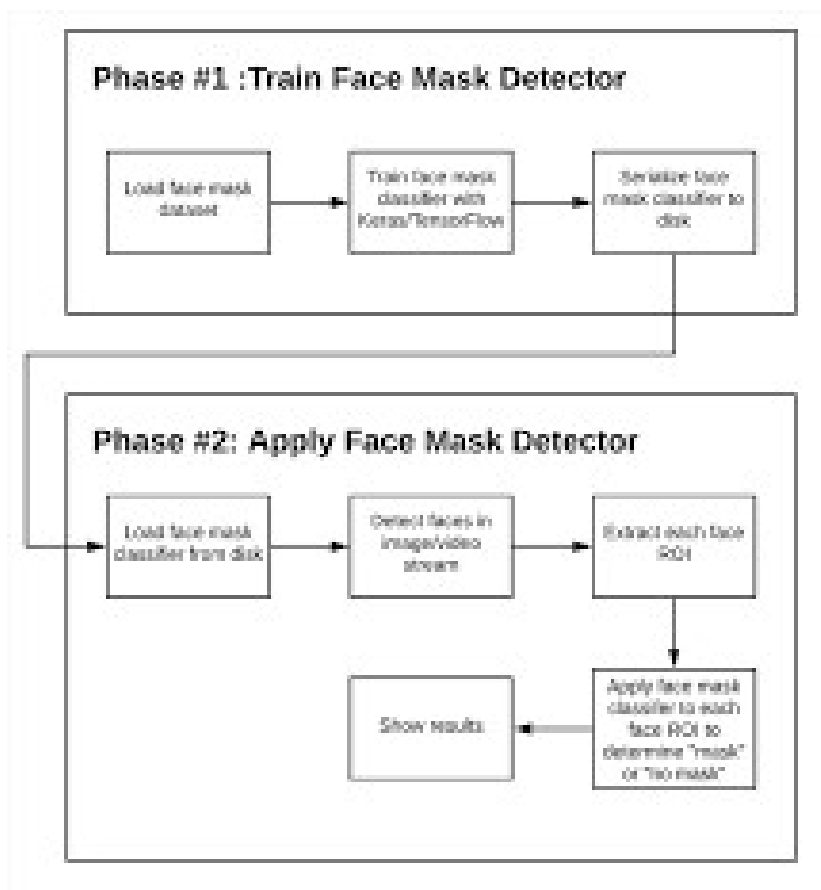 Phase #1 :Train Face Mask Detector
Load face mask
dataset
Train face mask
classifier with
Keras/TensorFlow
Serialize face
mask classifier to
disk
Phase #2: Apply Face Mask Detector
Load face mask
classifier from disk
Detect faces in
image/video
stream
Extract each face
ROI
Apply face mask
classifer to each
face ROI to
determine "mask"
or "no mask"
Show results